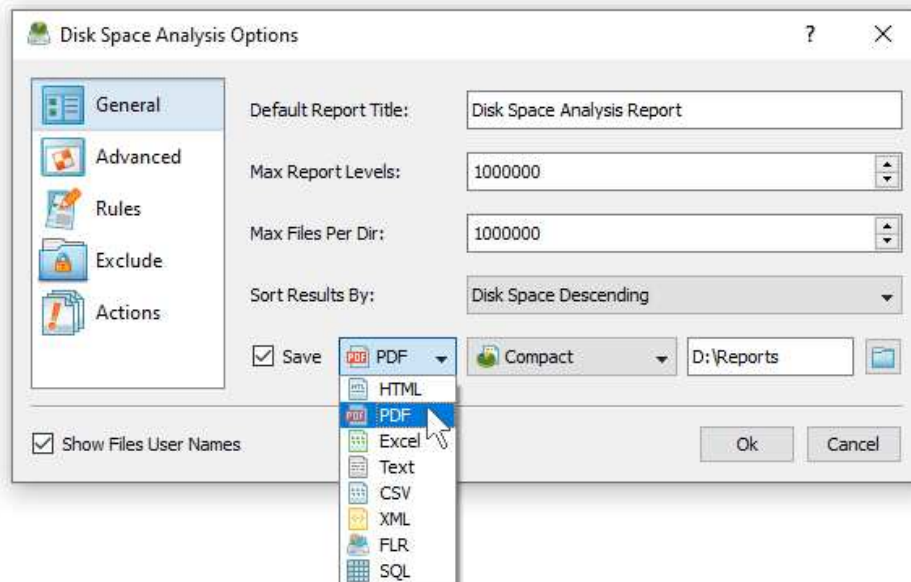 Disk Space Analysis Options ? ×
General
Advanced
Rules
Exclude
Actions
Default Report Title: Disk Space Analysis Report
Max Report Levels: 1000000
Max Files Per Dir: 1000000
Sort Results By: Disk Space Descending
Save PDF Compact D:\Reports
HTML
PDF
Excel
Text
CSV
XML
FLR
SQL
Show Files User Names
Ok Cancel